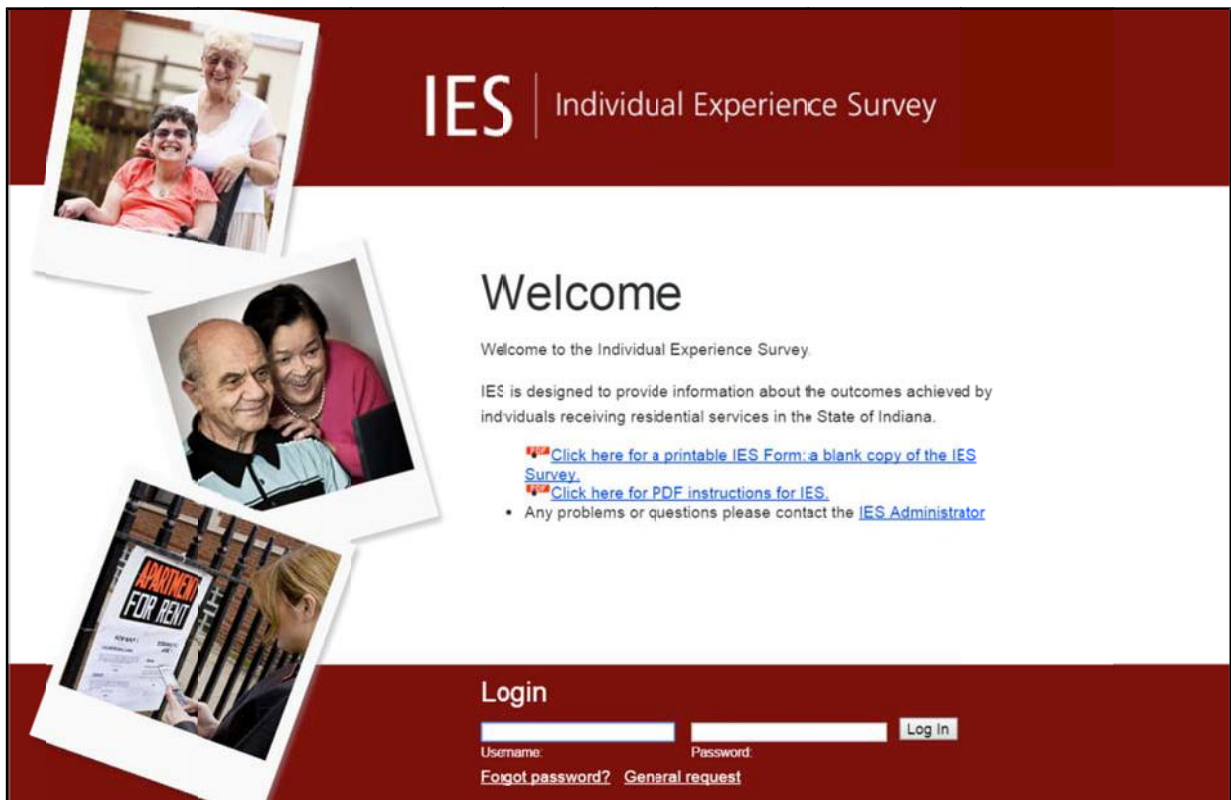 IES | Individual Experience Survey
Welcome
Welcome to the Individual Experience Survey.
IES is designed to provide information about the outcomes achieved by
individuals receiving residential services in the State of Indiana.
PDF Click here for a printable IES Form: a blank copy of the IES
Survey.
PDF Click here for PDF instructions for IES.
• Any problems or questions please contact the IES Administrator
APARTMENT
FOR RENT
Login
Log In
Username: Password:
Forgot password? General request